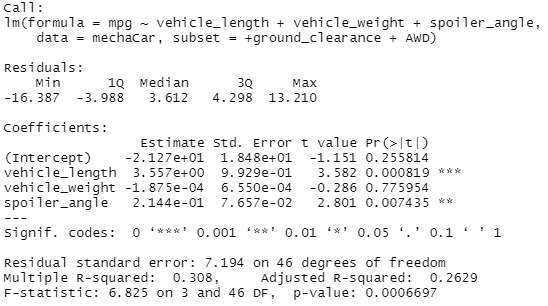 Call:
lm(formula = mpg ~ vehicle_length + vehicle_weight + spoiler_angle,
    data = mechaCar, subset = +ground_clearance + AWD)
Residuals:
    Min      1Q  Median      3Q     Max
-16.387  -3.988   3.612   4.298  13.210
Coefficients:
                 Estimate Std. Error t value Pr(>|t|)
(Intercept)    -2.127e+01  1.848e+01  -1.151 0.255814
vehicle_length  3.557e+00  9.929e-01   3.582 0.000819 ***
vehicle_weight -1.875e-04  6.550e-04  -0.286 0.775954
spoiler_angle   2.144e-01  7.657e-02   2.801 0.007435 **
---
Signif. codes:  0 ‘***’ 0.001 ‘**’ 0.01 ‘*’ 0.05 ‘.’ 0.1 ‘ ’ 1
Residual standard error: 7.194 on 46 degrees of freedom
Multiple R-squared:  0.308,     Adjusted R-squared:  0.2629
F-statistic: 6.825 on 3 and 46 DF,  p-value: 0.0006697